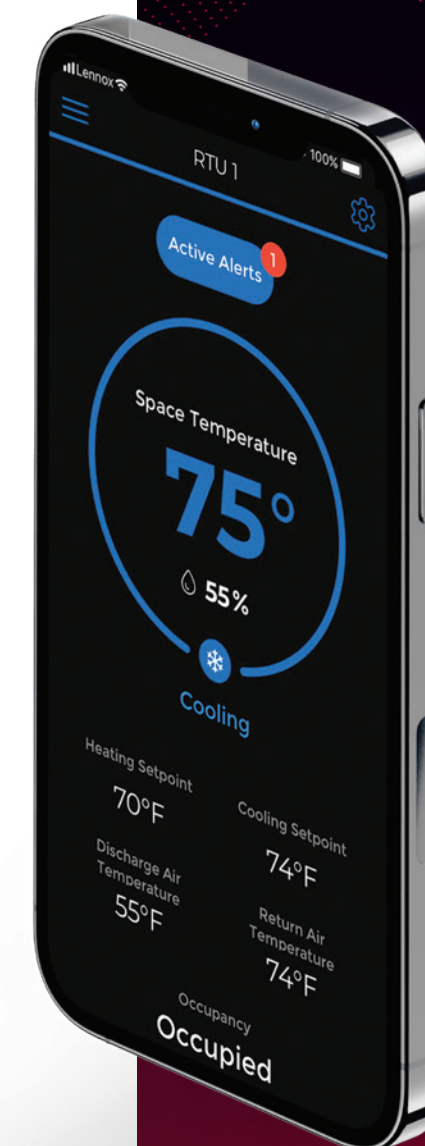 Lennox
100%
RTU 1
Active Alerts
1
Space Temperature
75°
55%
Cooling
Heating Setpoint
70°F
Cooling Setpoint
74°F
Discharge Air
Temperature
55°F
Return Air
Temperature
74°F
Occupancy
Occupied